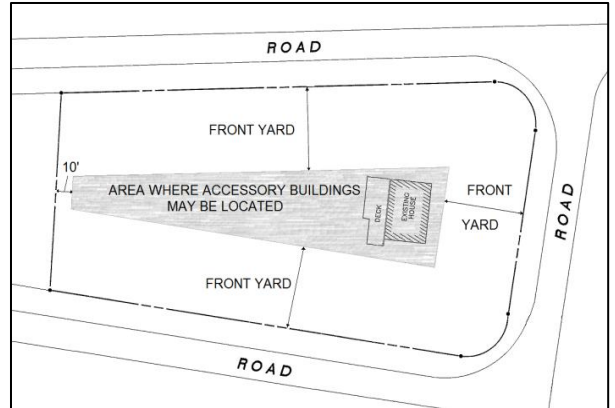 ROAD
FRONT YARD
10'
AREA WHERE ACCESSORY BUILDINGS
MAY BE LOCATED
DECK
EXISTING
HOUSE
FRONT
YARD
ROAD
FRONT YARD
ROAD